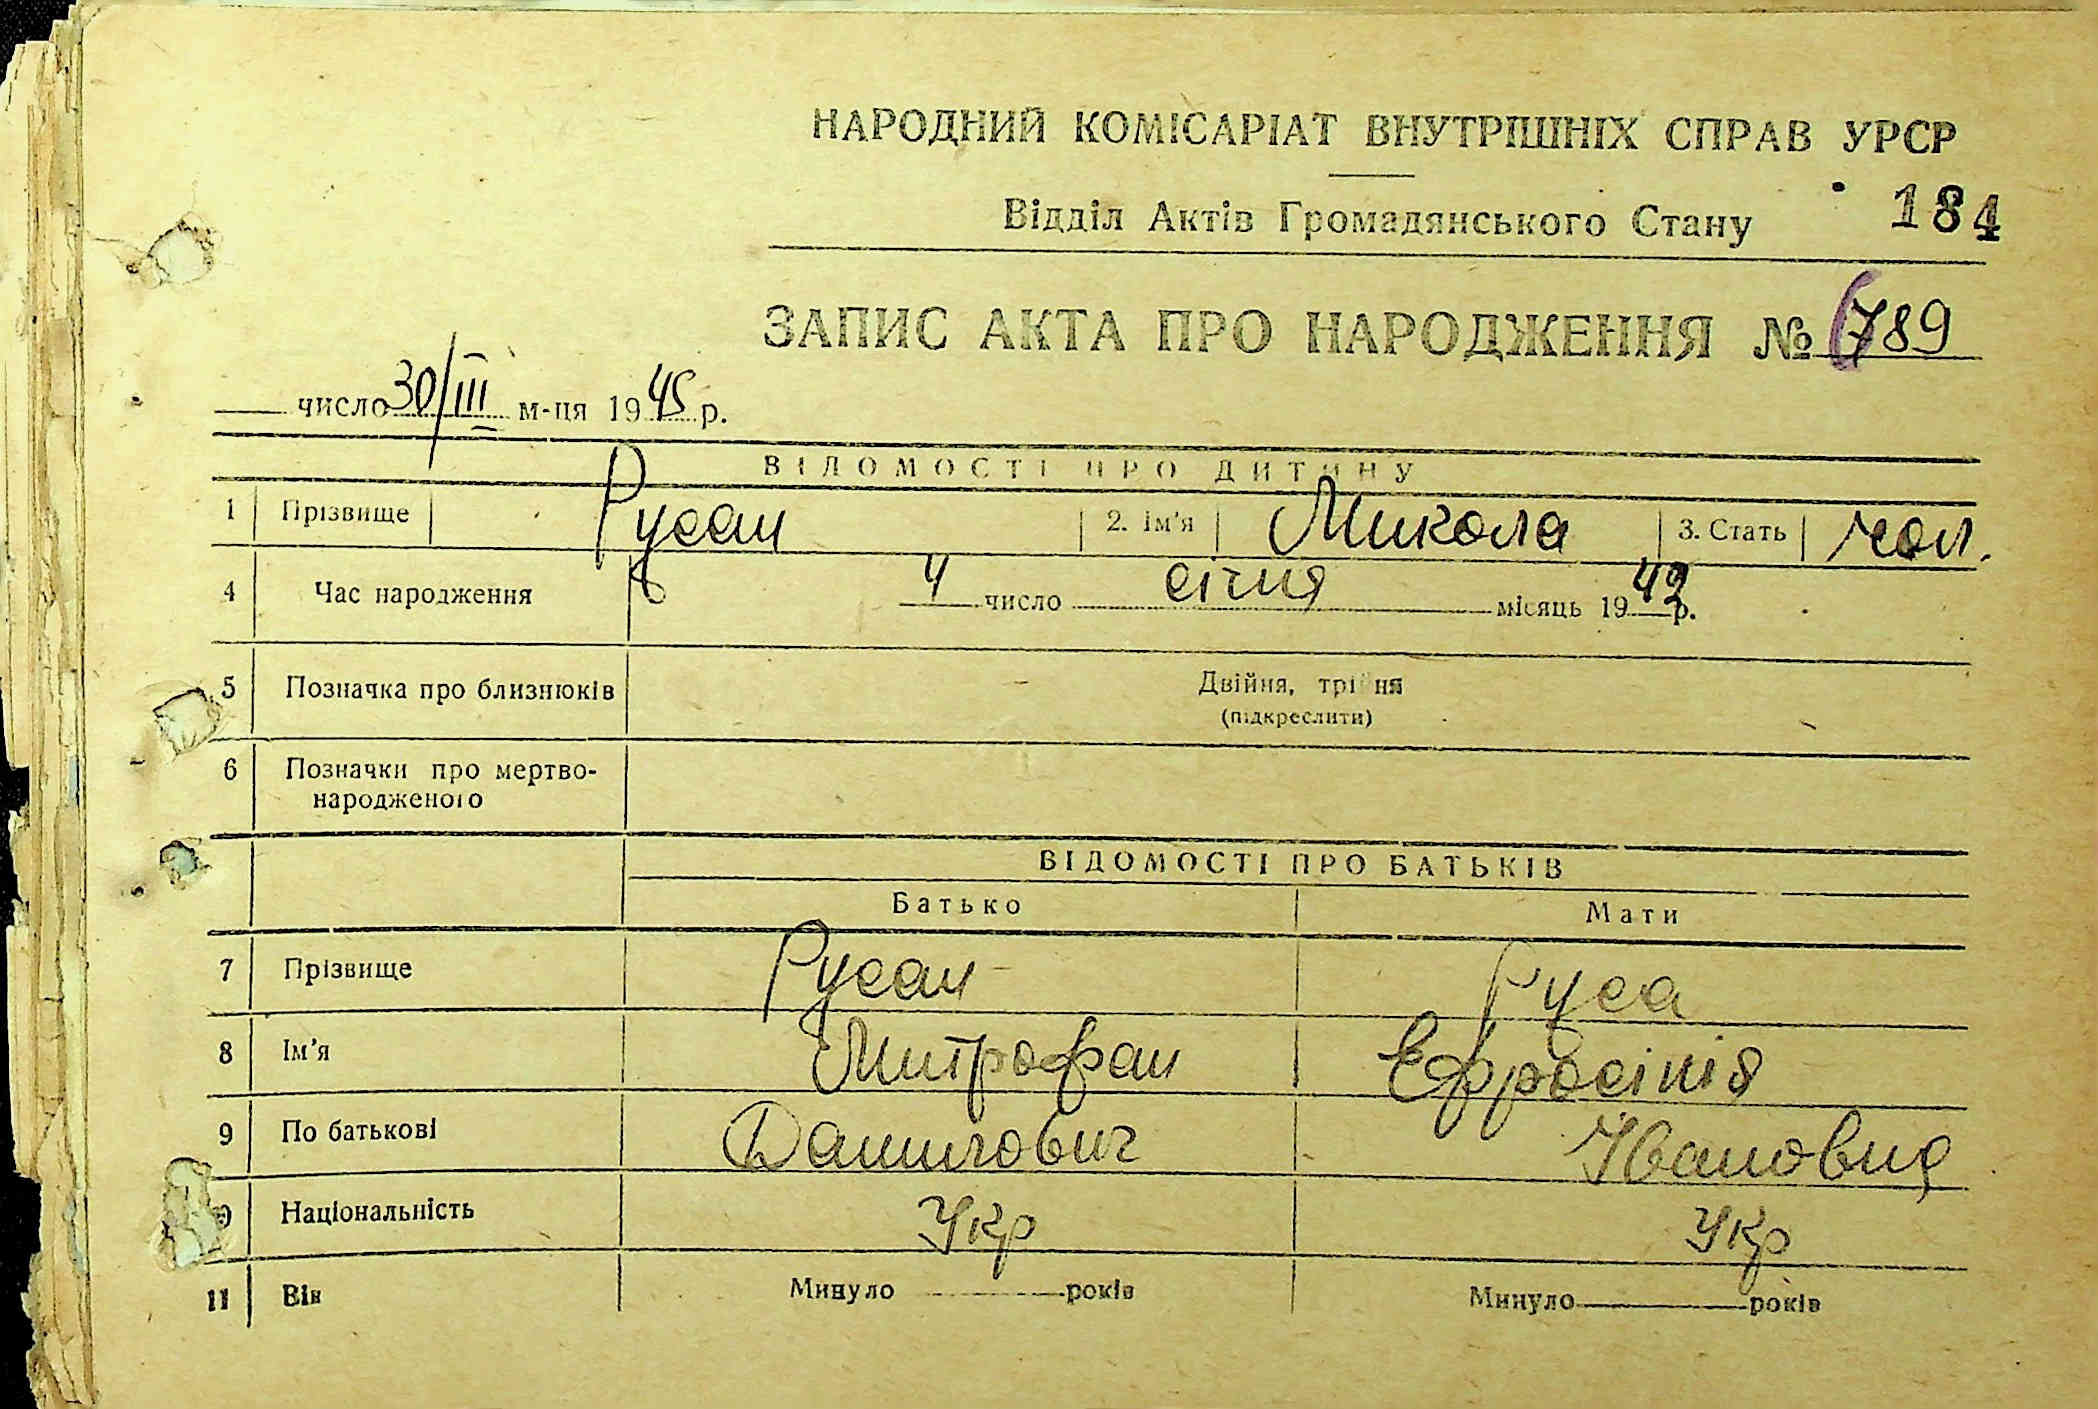 НАРОДНИЙ КОМІСАРІАТ ВНУТРІШНІХ СПРАВ УРСР
Відділ Актів Громадянського Стану 184
ЗАПИС АКТА ПРО НАРОДЖЕННЯ № 789
число 30/III м-ця 1945 р.
ВІДОМОСТІ ПРО ДИТИНУ
1 Прізвище Русан 2. Ім'я Микола 3. Стать чол.
4 Час народження 4 число січня місяць 1942 р.
5 Позначка про близнюків Двійня, трійня
(підкреслити)
6 Позначки про мертво-
народженого
ВІДОМОСТІ ПРО БАТЬКІВ
Батько Мати
7 Прізвище Русан Руса
8 Ім'я Митрофан Ефросінія
9 По батькові Данилович Івановна
Національність Укр Укр
11 Вік Минуло років Минуло років